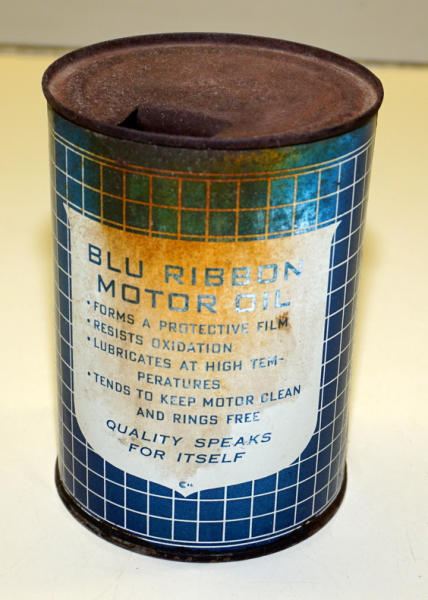 BLU RIBBON
MOTOR OIL
• FORMS A PROTECTIVE FILM
• RESISTS OXIDATION
• LUBRICATES AT HIGH TEM-
PERATURES
• TENDS TO KEEP MOTOR CLEAN
AND RINGS FREE
QUALITY SPEAKS
FOR ITSELF